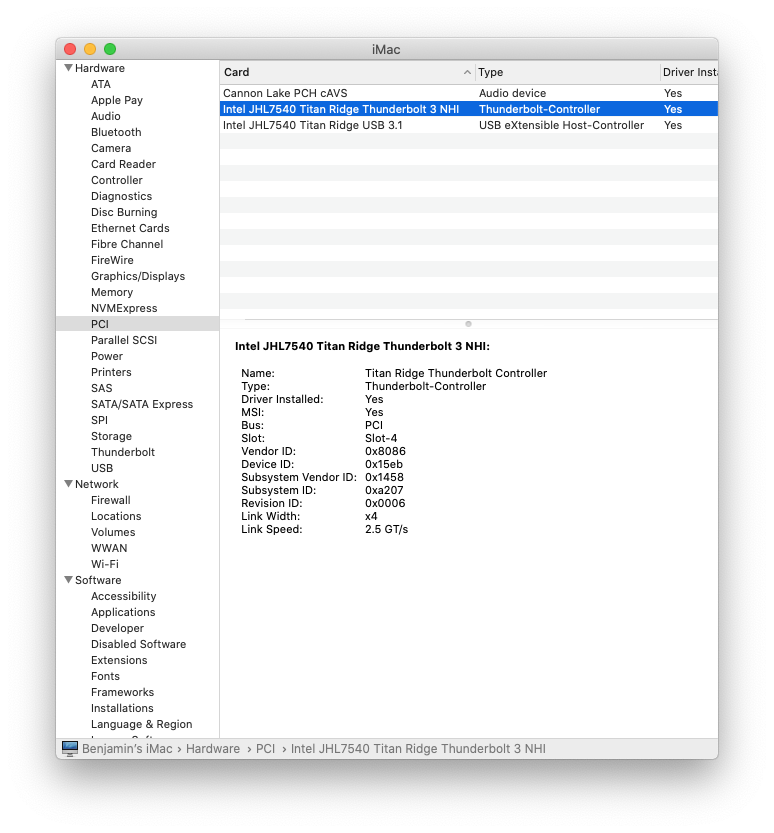 iMac
Hardware
ATA
Apple Pay
Audio
Bluetooth
Camera
Card Reader
Controller
Diagnostics
Disc Burning
Ethernet Cards
Fibre Channel
FireWire
Graphics/Displays
Memory
NVMExpress
PCI
Parallel SCSI
Power
Printers
SAS
SATA/SATA Express
SPI
Storage
Thunderbolt
USB
Network
Firewall
Locations
Volumes
WWAN
Wi-Fi
Software
Accessibility
Applications
Developer
Disabled Software
Extensions
Fonts
Frameworks
Installations
Language & Region
Card Type Driver Insta
Cannon Lake PCH cAVS Audio device Yes
Intel JHL7540 Titan Ridge Thunderbolt 3 NHI Thunderbolt-Controller Yes
Intel JHL7540 Titan Ridge USB 3.1 USB eXtensible Host-Controller Yes
Intel JHL7540 Titan Ridge Thunderbolt 3 NHI:
Name: Titan Ridge Thunderbolt Controller
Type: Thunderbolt-Controller
Driver Installed: Yes
MSI: Yes
Bus: PCI
Slot: Slot-4
Vendor ID: 0x8086
Device ID: 0x15eb
Subsystem Vendor ID: 0x1458
Subsystem ID: 0xa207
Revision ID: 0x0006
Link Width: x4
Link Speed: 2.5 GT/s
Benjamin's iMac › Hardware › PCI › Intel JHL7540 Titan Ridge Thunderbolt 3 NHI